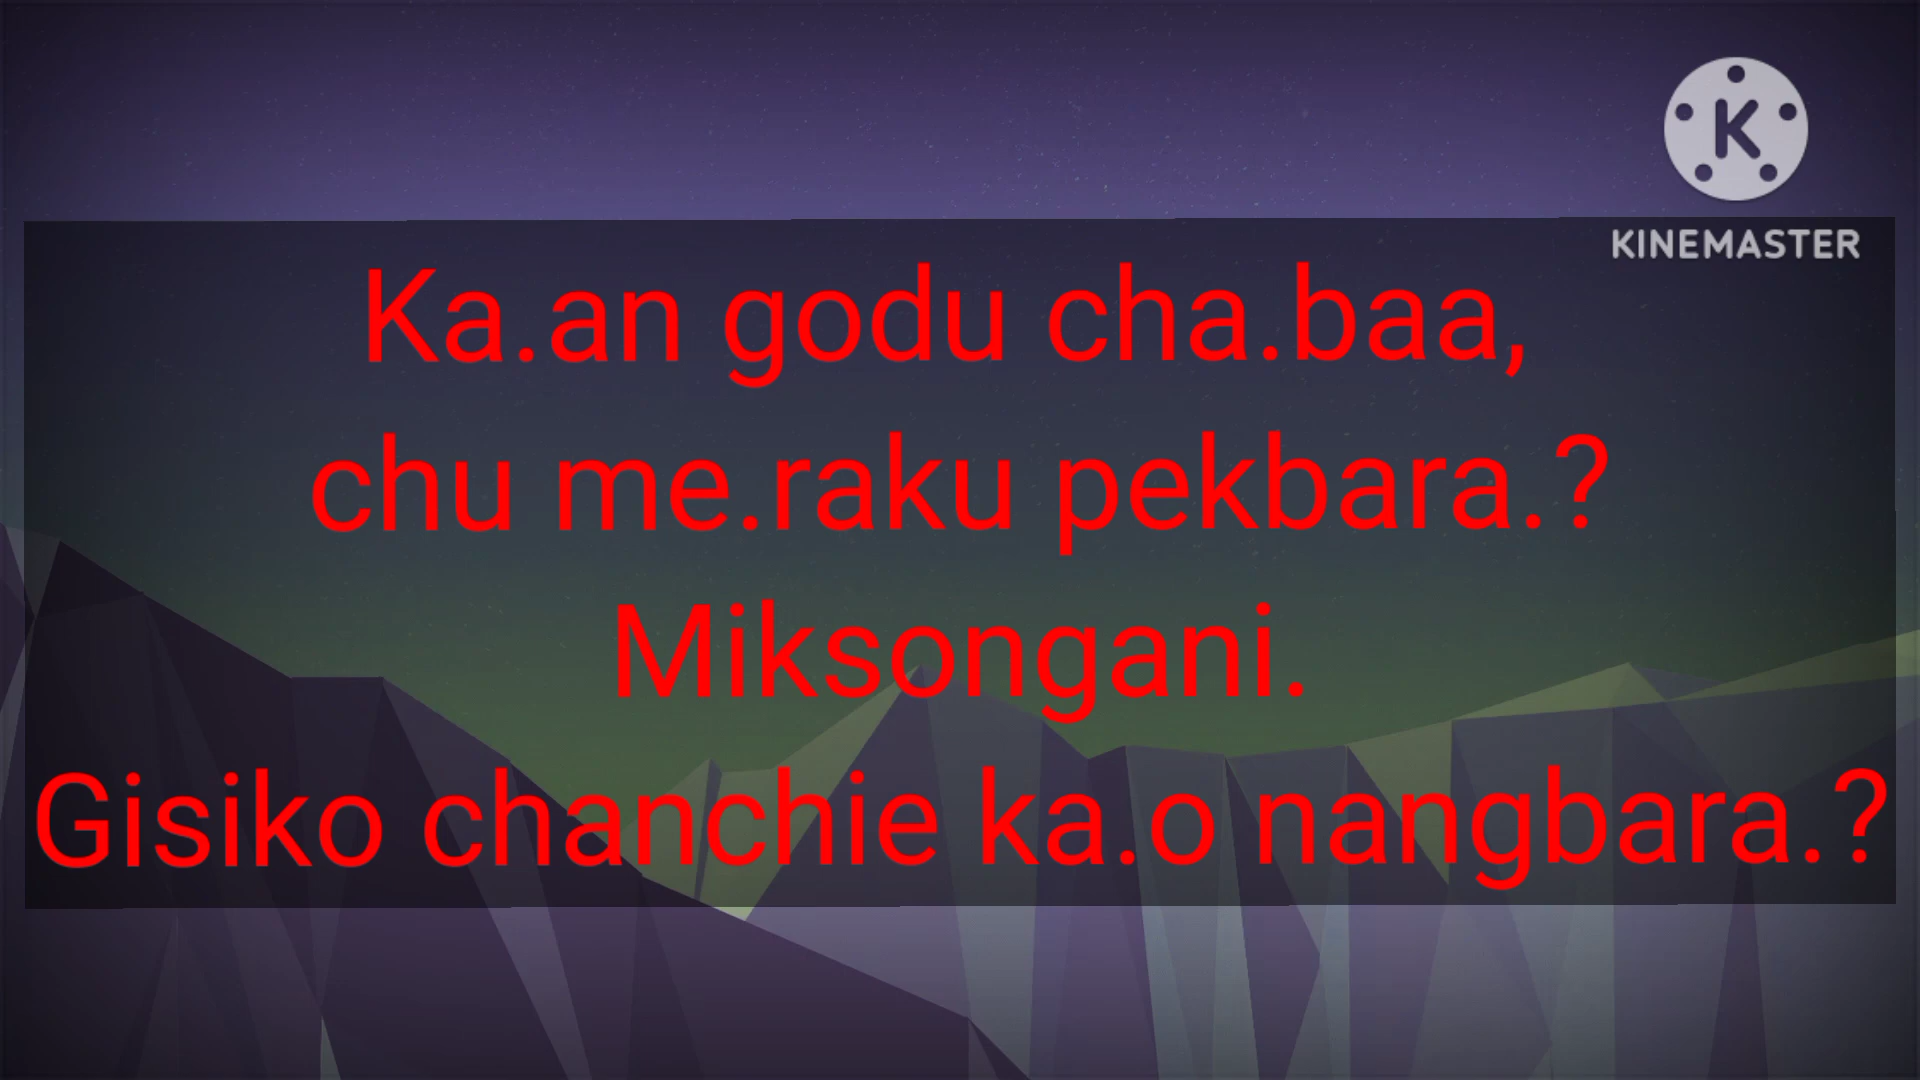 KINEMASTER
Ka.an godu cha.baa,
chu me.raku pekbara.?
Miksongani.
Gisiko chanchie ka.o nangbara.?